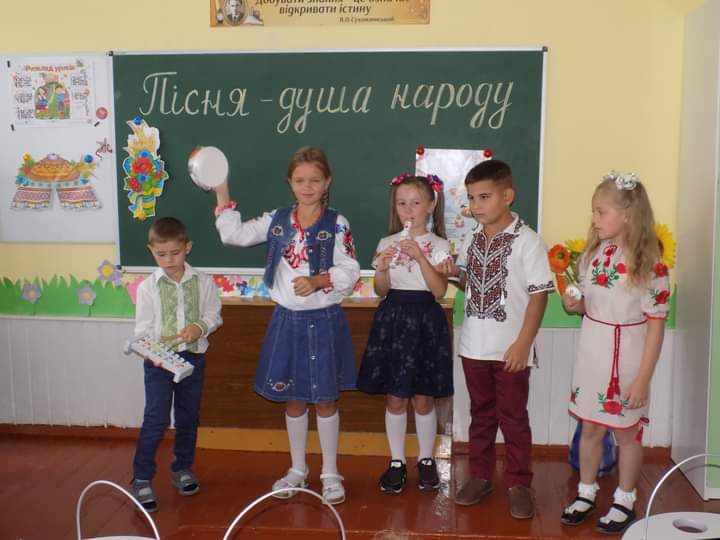 Добувати знання – це означає
відкривати істину
В.О.Сухомлинський
Пісня – душа народу
Розклад уроків